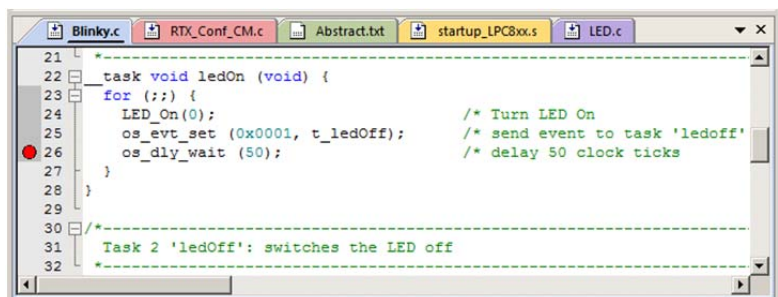 Blinky.c RTX_Conf_CM.c Abstract.txt startup_LPC8xx.s LED.c
21 *---------------------------------------------------------------------------
22 __task void ledOn (void) {
23 for (;;) {
24 LED_On(0); /* Turn LED On
25 os_evt_set (0x0001, t_ledOff); /* send event to task 'ledoff'
26 os_dly_wait (50); /* delay 50 clock ticks
27 }
28 }
29
30 /*---------------------------------------------------------------------------
31 Task 2 'ledOff': switches the LED off
32 *---------------------------------------------------------------------------